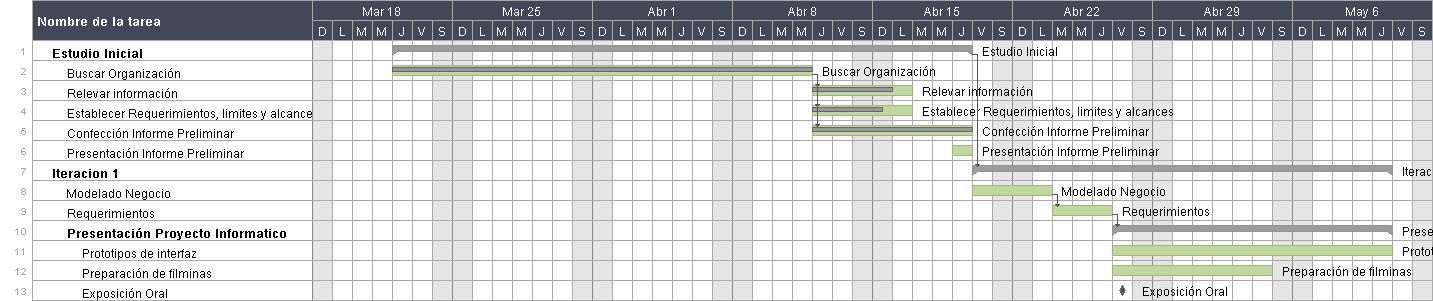 Nombre de la tarea
Mar 18 Mar 25 Abr 1 Abr 8 Abr 15 Abr 22 Abr 29 May 6
D L M M J V S D L M M J V S D L M M J V S D L M M J V S D L M M J V S D L M M J V S D L M M J V S D L M M J V S
1 Estudio Inicial Estudio Inicial
2 Buscar Organización Buscar Organización
3 Relevar información Relevar información
4 Establecer Requerimientos, limites y alcance Establecer Requerimientos, limites y alcances
5 Confección Informe Preliminar Confección Informe Preliminar
6 Presentación Informe Preliminar Presentación Informe Preliminar
7 Iteracion 1 Iterac
8 Modelado Negocio Modelado Negocio
9 Requerimientos Requerimientos
10 Presentación Proyecto Informatico Prese
11 Prototipos de interfaz Protot
12 Preparación de filminas Preparación de filminas
13 Exposición Oral Exposición Oral